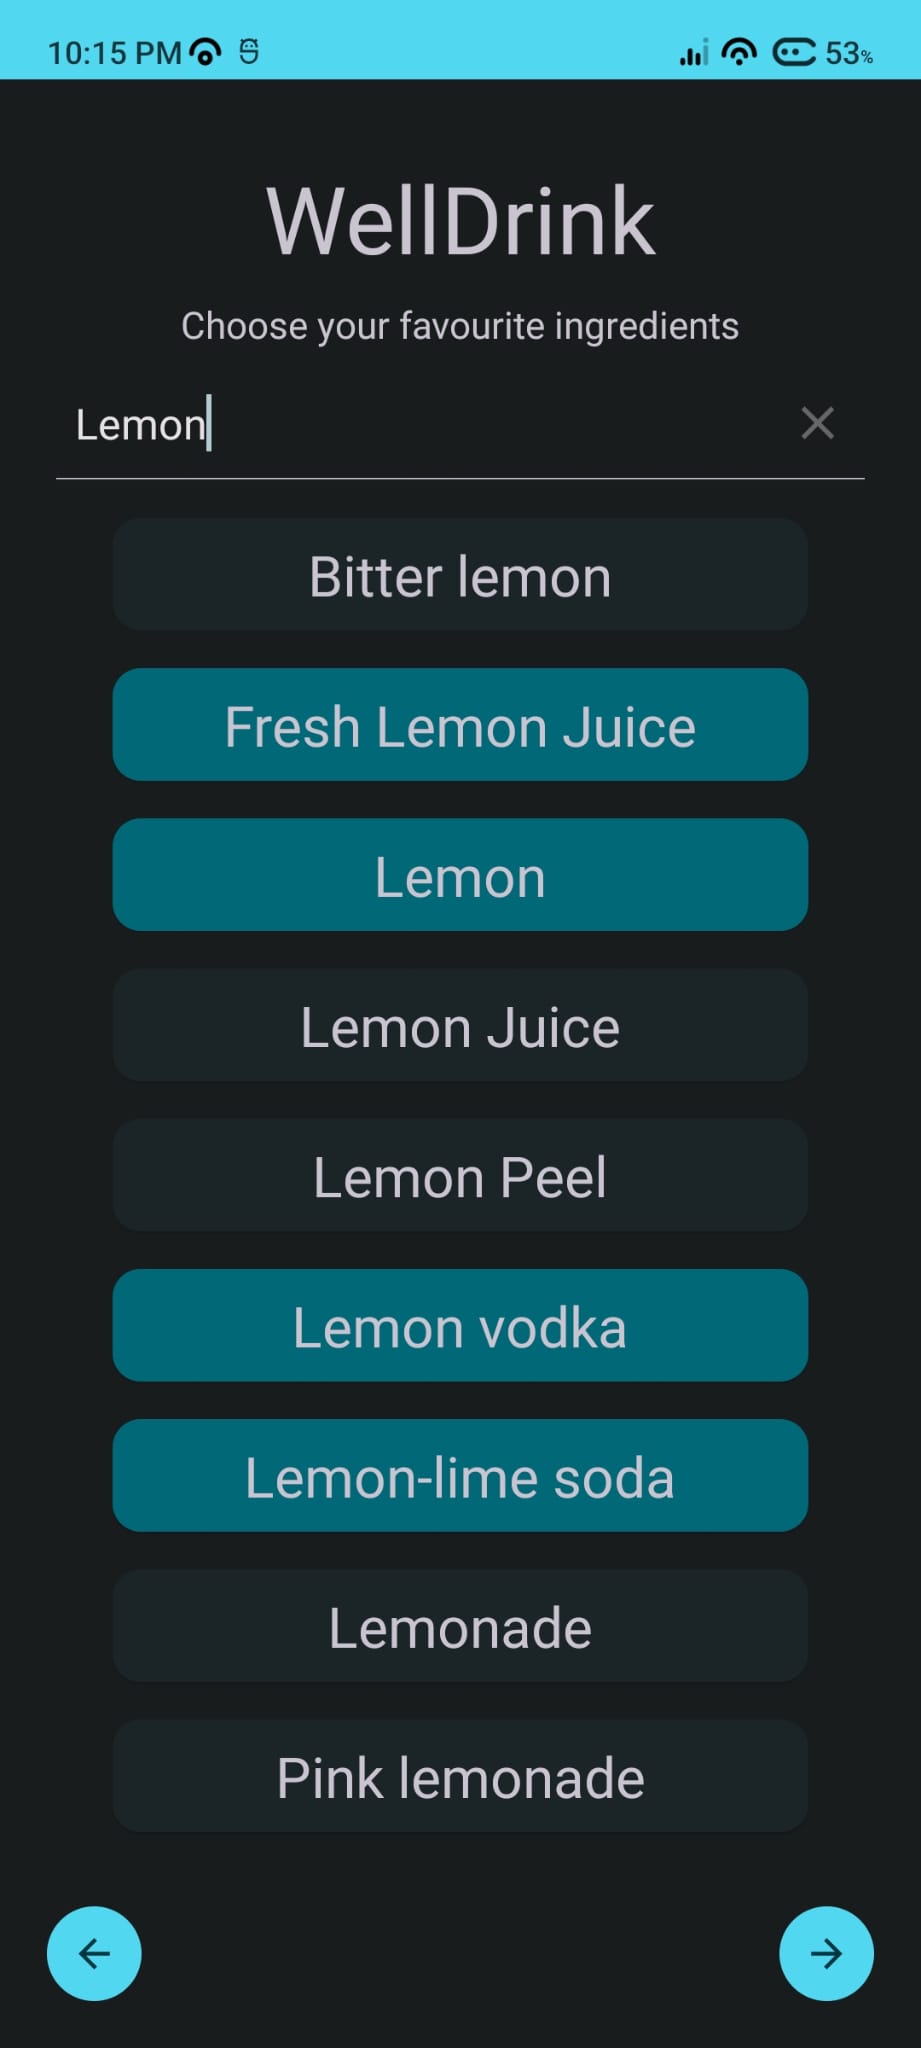 10:15 PM 53%
WellDrink
Choose your favourite ingredients
Lemon
Bitter lemon
Fresh Lemon Juice
Lemon
Lemon Juice
Lemon Peel
Lemon vodka
Lemon-lime soda
Lemonade
Pink lemonade